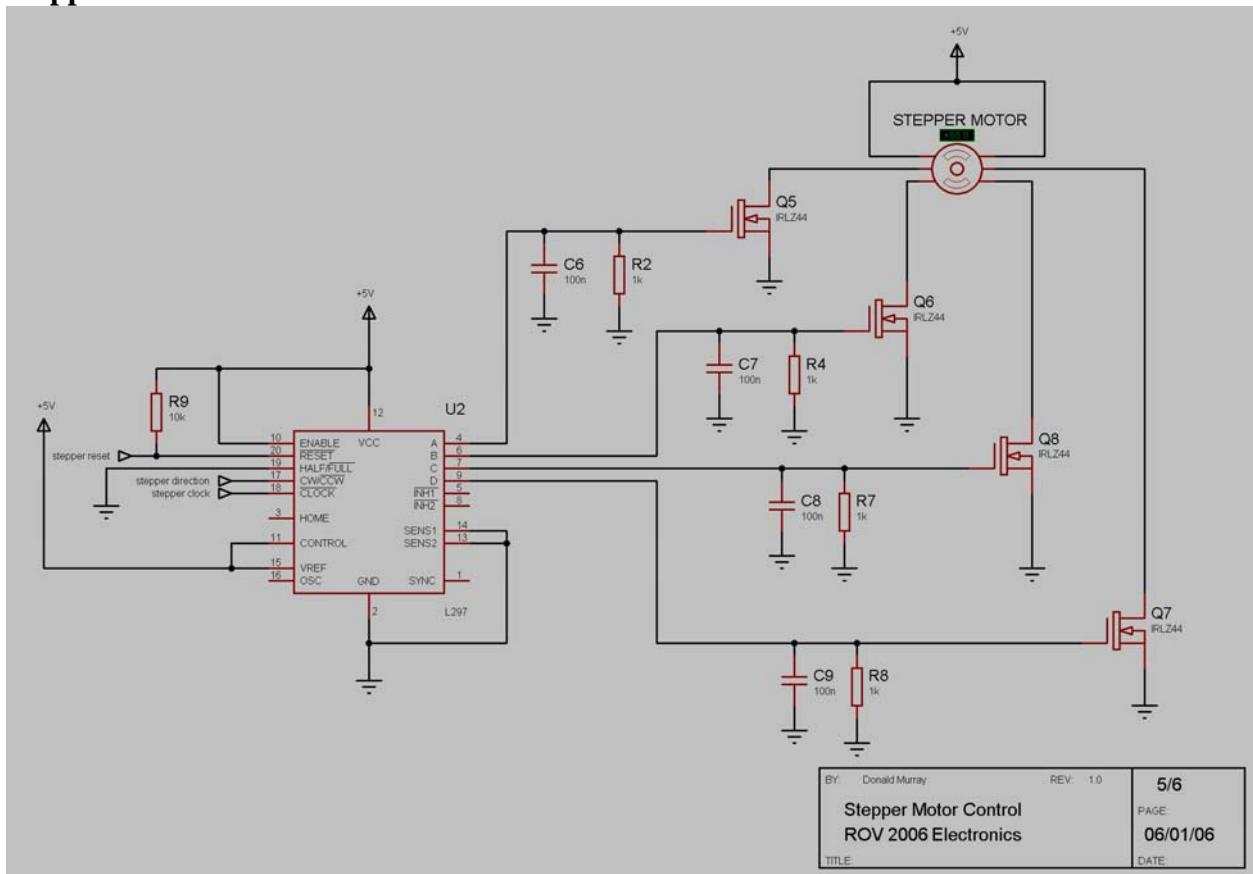 +5V
STEPPER MOTOR
Q5
IRLZ44
C6
100n
R2
1k
+5V
Q6
IRLZ44
C7
100n
R4
1k
+5V
R9
10k
U2
12
stepper reset
stepper direction
stepper clock
10 ENABLE VCC A 4
20 RESET B 6
19 HALF/FULL C 7
17 CW/CCW D 9
18 CLOCK INH1 5
INH2 8
3 HOME
SENS1 14
11 CONTROL SENS2 13
15 VREF
16 OSC GND SYNC 1
2
L297
Q8
IRLZ44
C8
100n
R7
1k
Q7
IRLZ44
C9
100n
R8
1k
BY: Donald Murray REV: 1.0
5/6
PAGE:
Stepper Motor Control
ROV 2006 Electronics
06/01/06
TITLE:
DATE: